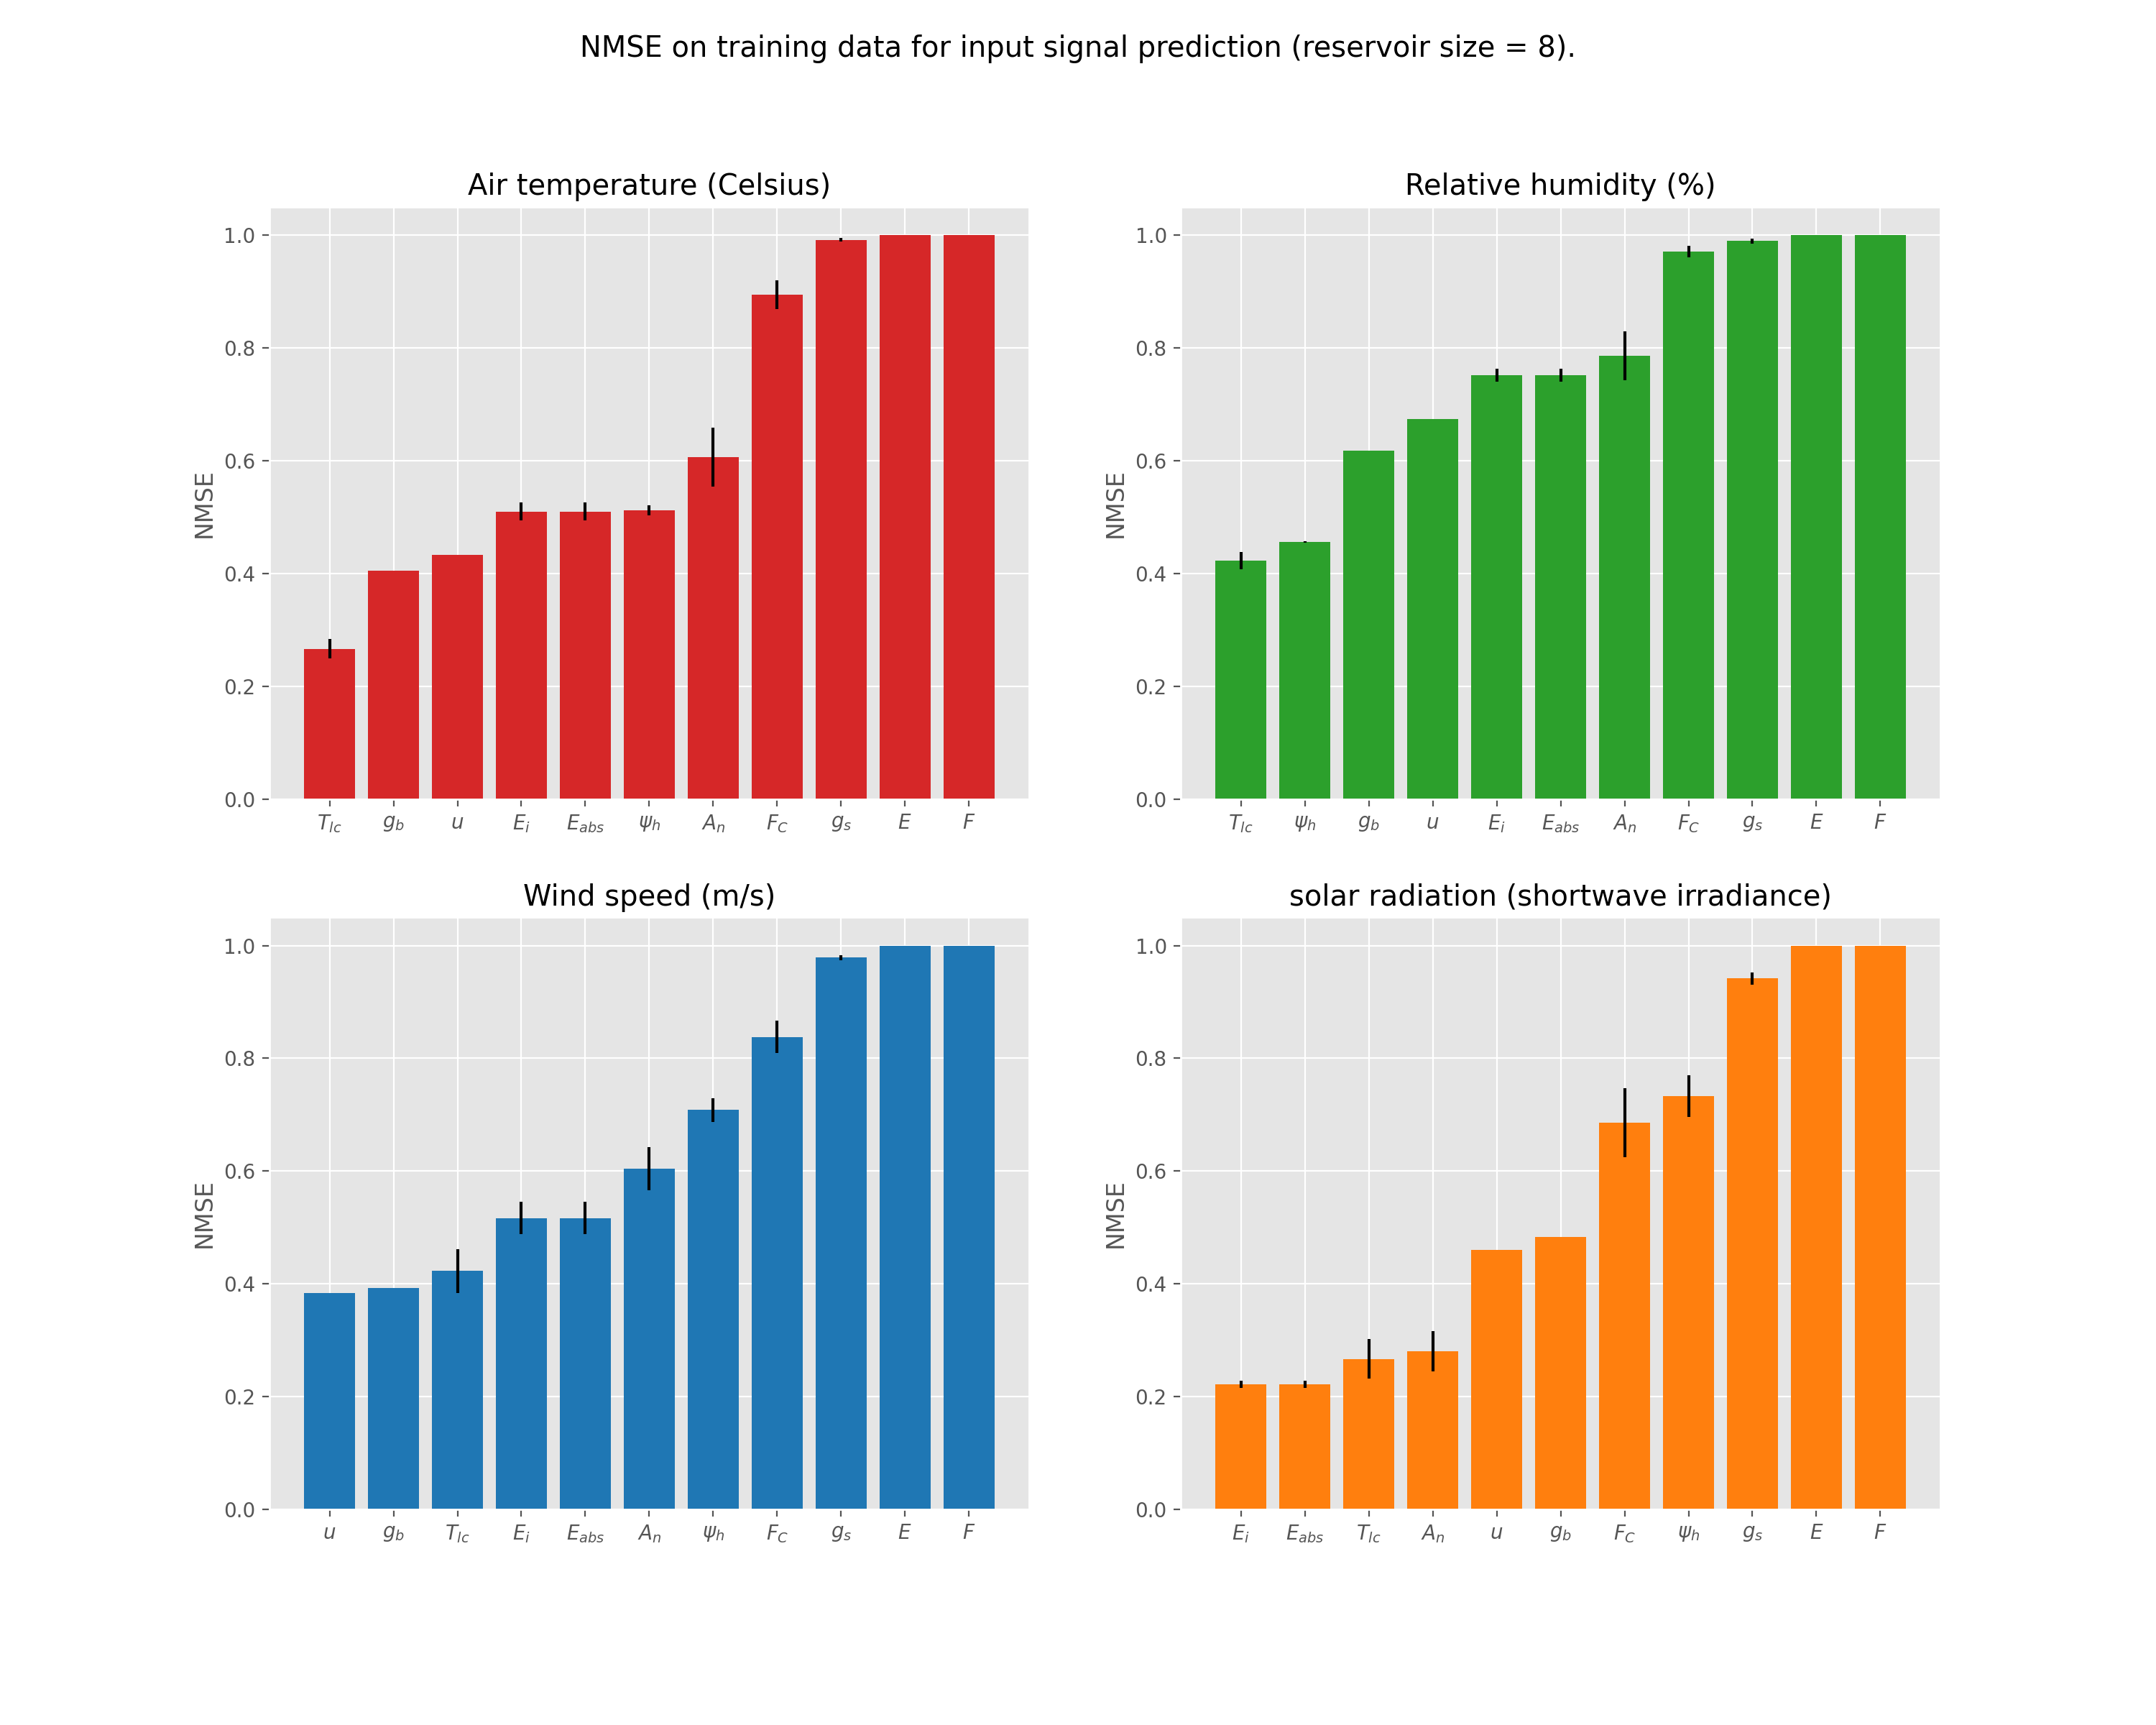 NMSE on training data for input signal prediction (reservoir size = 8).
Air temperature (Celsius)
1.0
0.8
0.6
0.4
0.2
0.0
NMSE
T_lc g_b u E_i E_abs ψ_h A_n F_C g_s E F
Relative humidity (%)
1.0
0.8
0.6
0.4
0.2
0.0
NMSE
T_lc ψ_h g_b u E_i E_abs A_n F_C g_s E F
Wind speed (m/s)
1.0
0.8
0.6
0.4
0.2
0.0
NMSE
u g_b T_lc E_i E_abs A_n ψ_h F_C g_s E F
solar radiation (shortwave irradiance)
1.0
0.8
0.6
0.4
0.2
0.0
NMSE
E_i E_abs T_lc A_n u g_b F_C ψ_h g_s E F